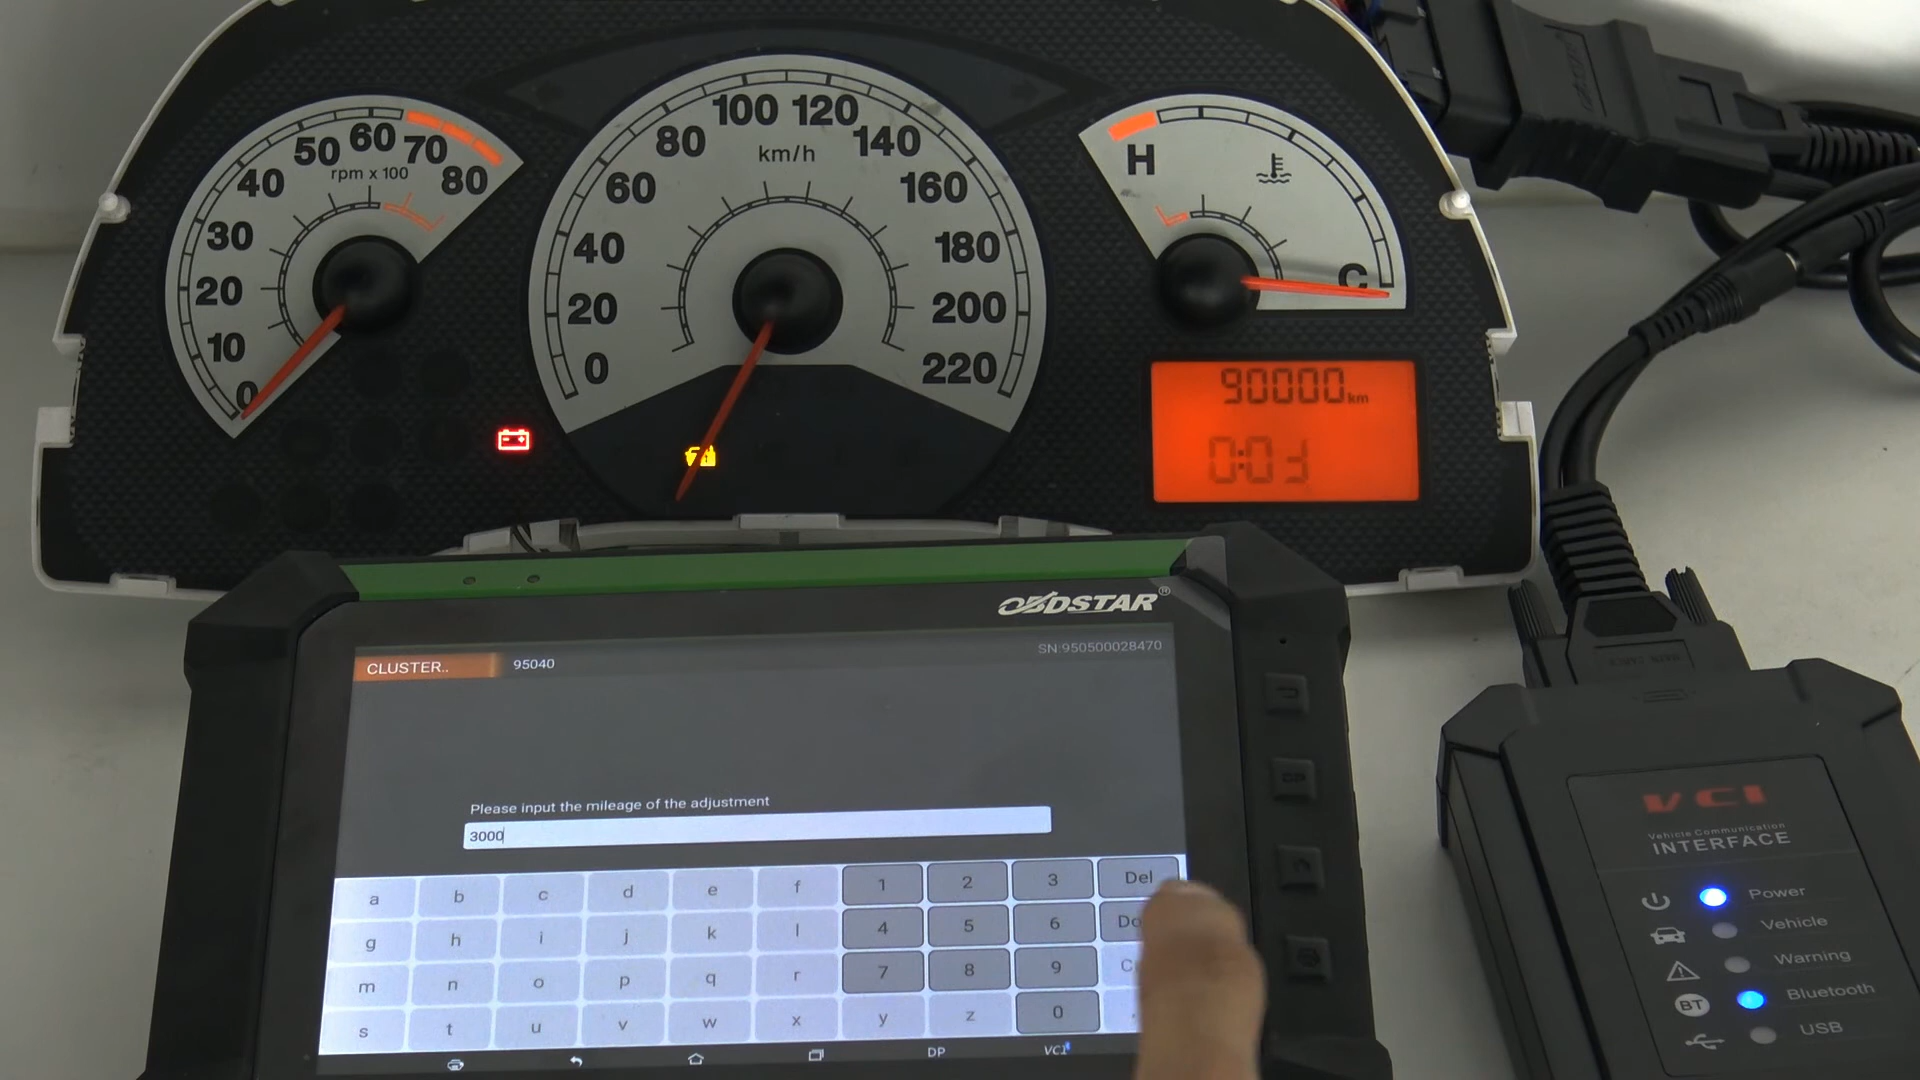 0 10 20 30 40 50 60 70 80
rpm x 100
0 20 40 60 80 100 120 140 160 180 200 220
km/h
H
C
90000 km
0:03
OBDSTAR®
CLUSTER..
95040
SN:950500028470
Please input the mileage of the adjustment
3000
a b c d e f 1 2 3 Del
g h i j k l 4 5 6
m n o p q r 7 8 9
s t u v w x y z 0
DP
VCI
VCI
Vehicle Communication
INTERFACE
Power
Vehicle
Warning
BT Bluetooth
USB